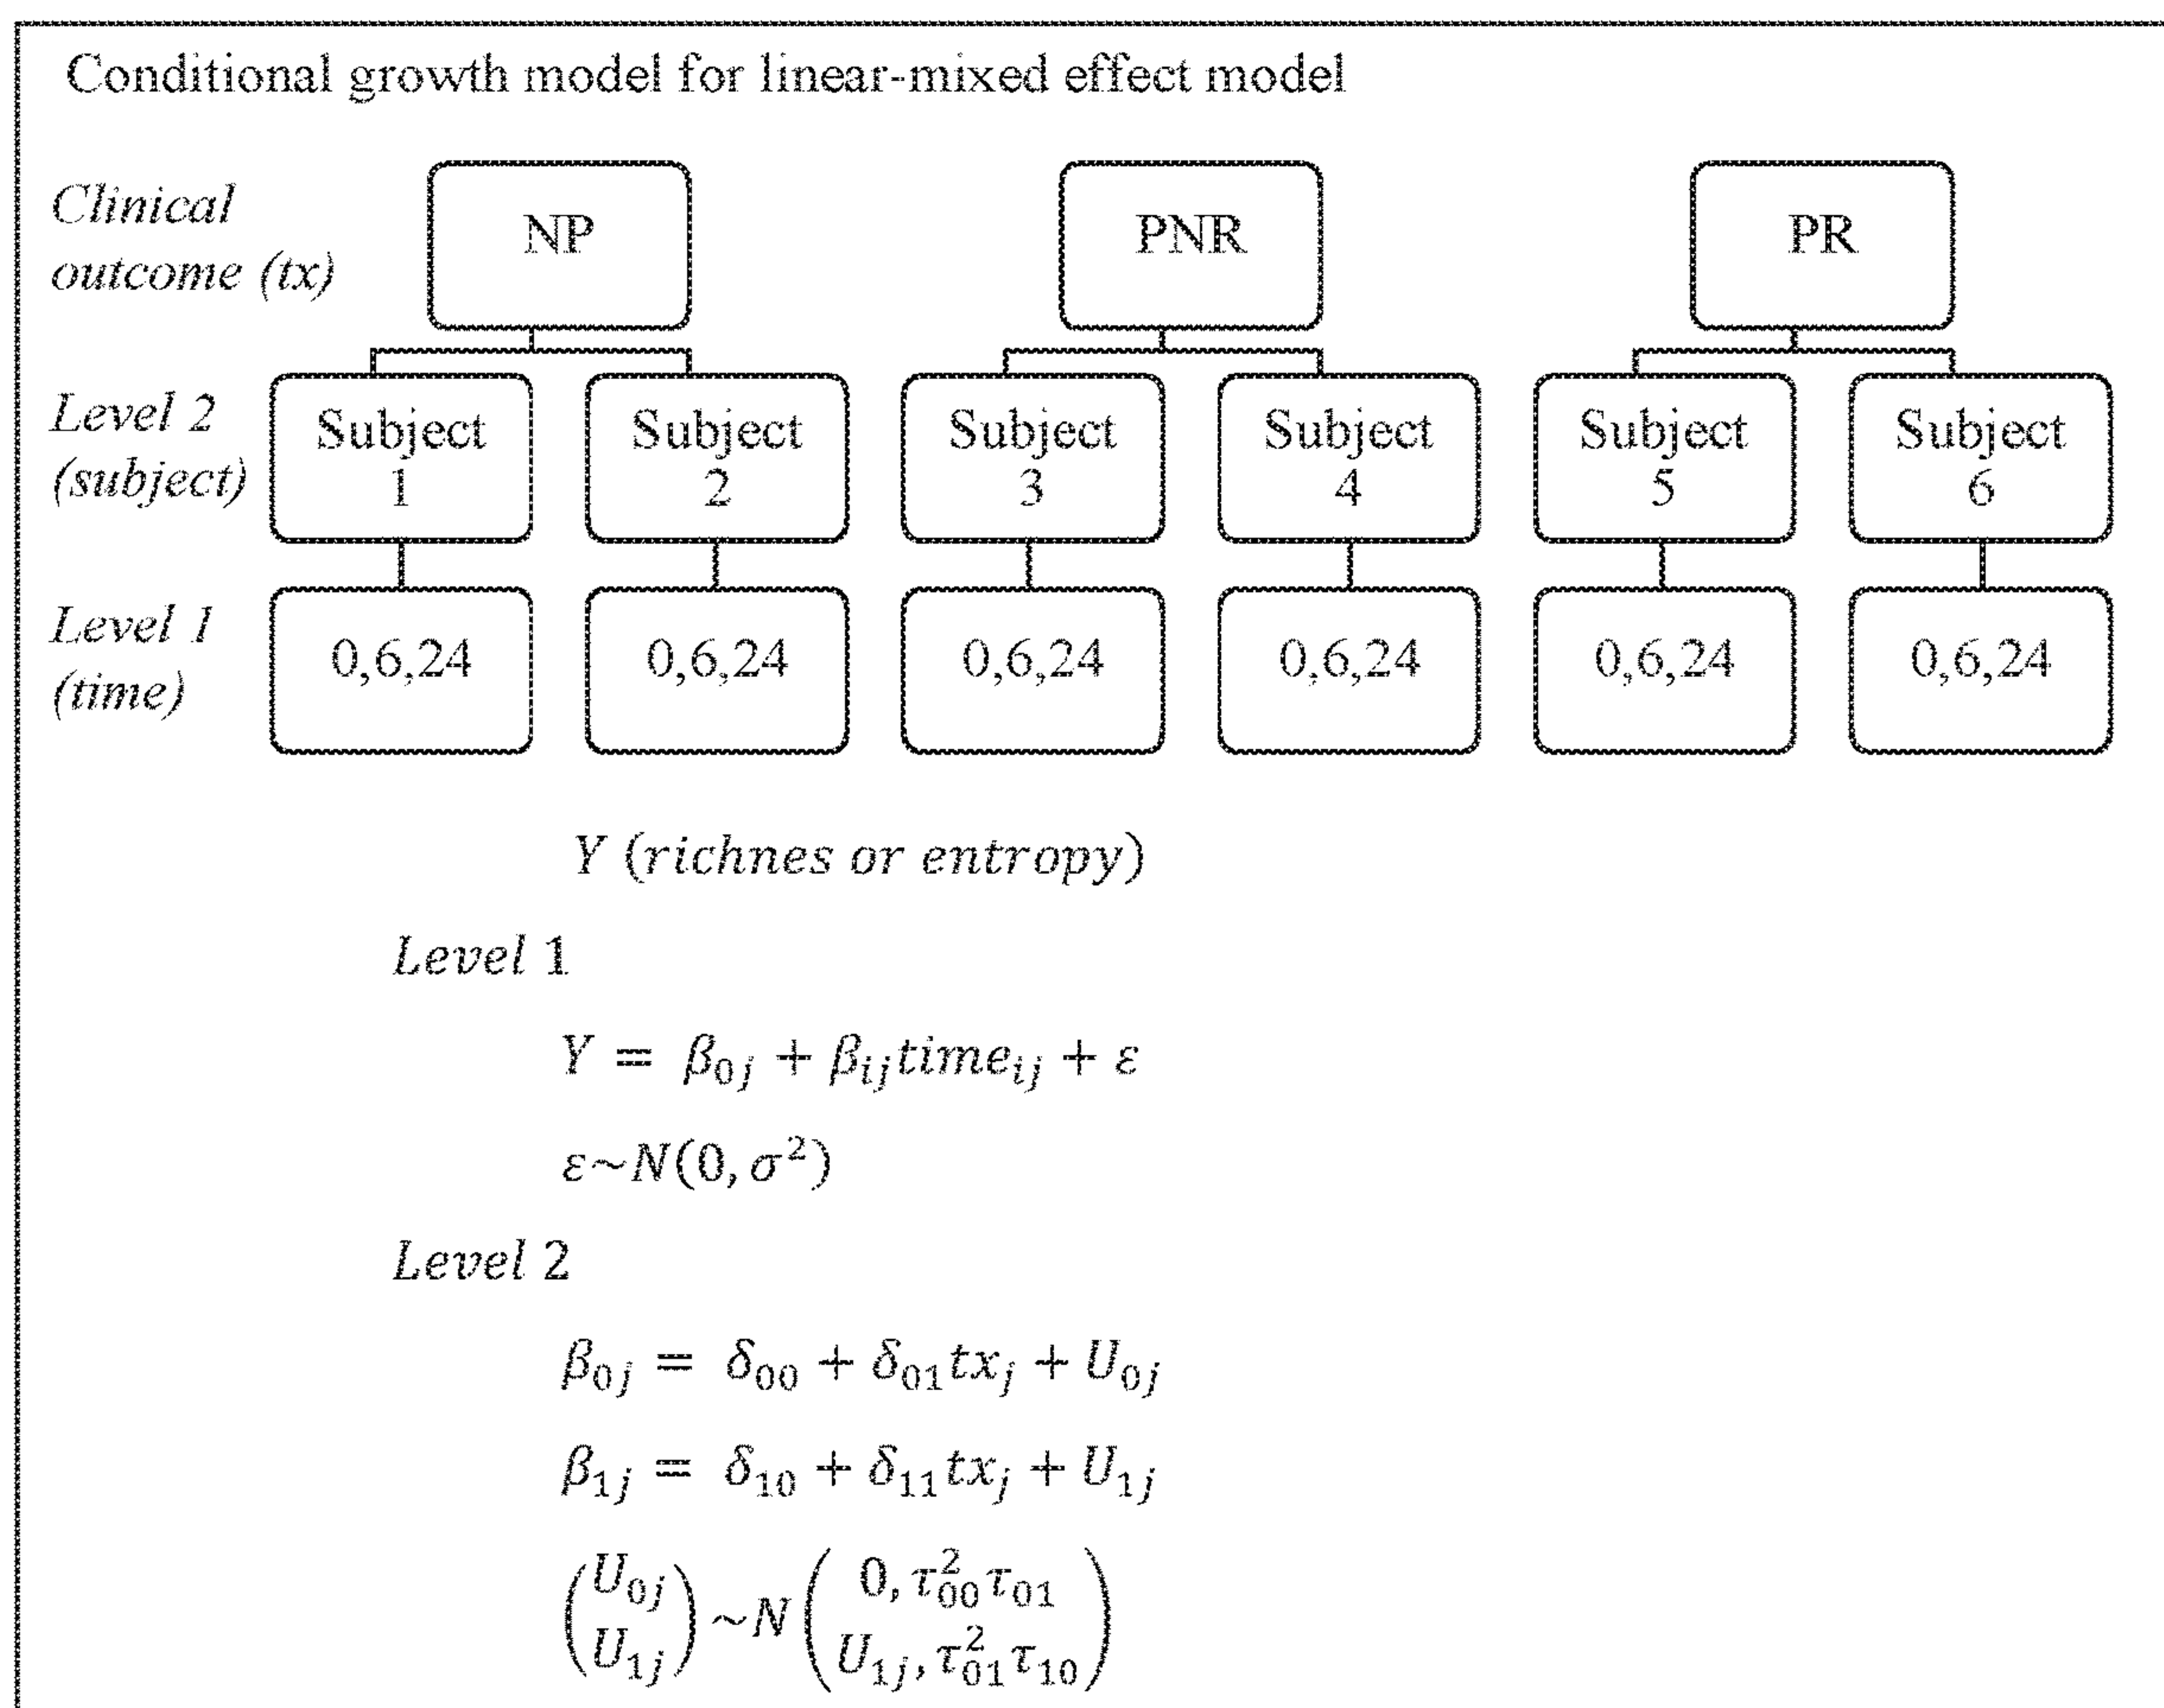 Conditional growth model for linear-mixed effect model
Clinical
outcome (tx)
NP
PNR
PR
Level 2
(subject)
Subject
1
Subject
2
Subject
3
Subject
4
Subject
5
Subject
6
Level 1
(time)
0,6,24
0,6,24
0,6,24
0,6,24
0,6,24
0,6,24
Y (richnes or entropy)
Level 1
Y = β₀ⱼ + βᵢⱼtimeᵢⱼ + ε
ε~N(0, σ²)
Level 2
β₀ⱼ = δ₀₀ + δ₀₁txⱼ + U₀ⱼ
β₁ⱼ = δ₁₀ + δ₁₁txⱼ + U₁ⱼ
(U₀ⱼ U₁ⱼ) ~N (0, τ²₀₀τ₀₁ U₁ⱼ, τ²₀₁τ₁₀)